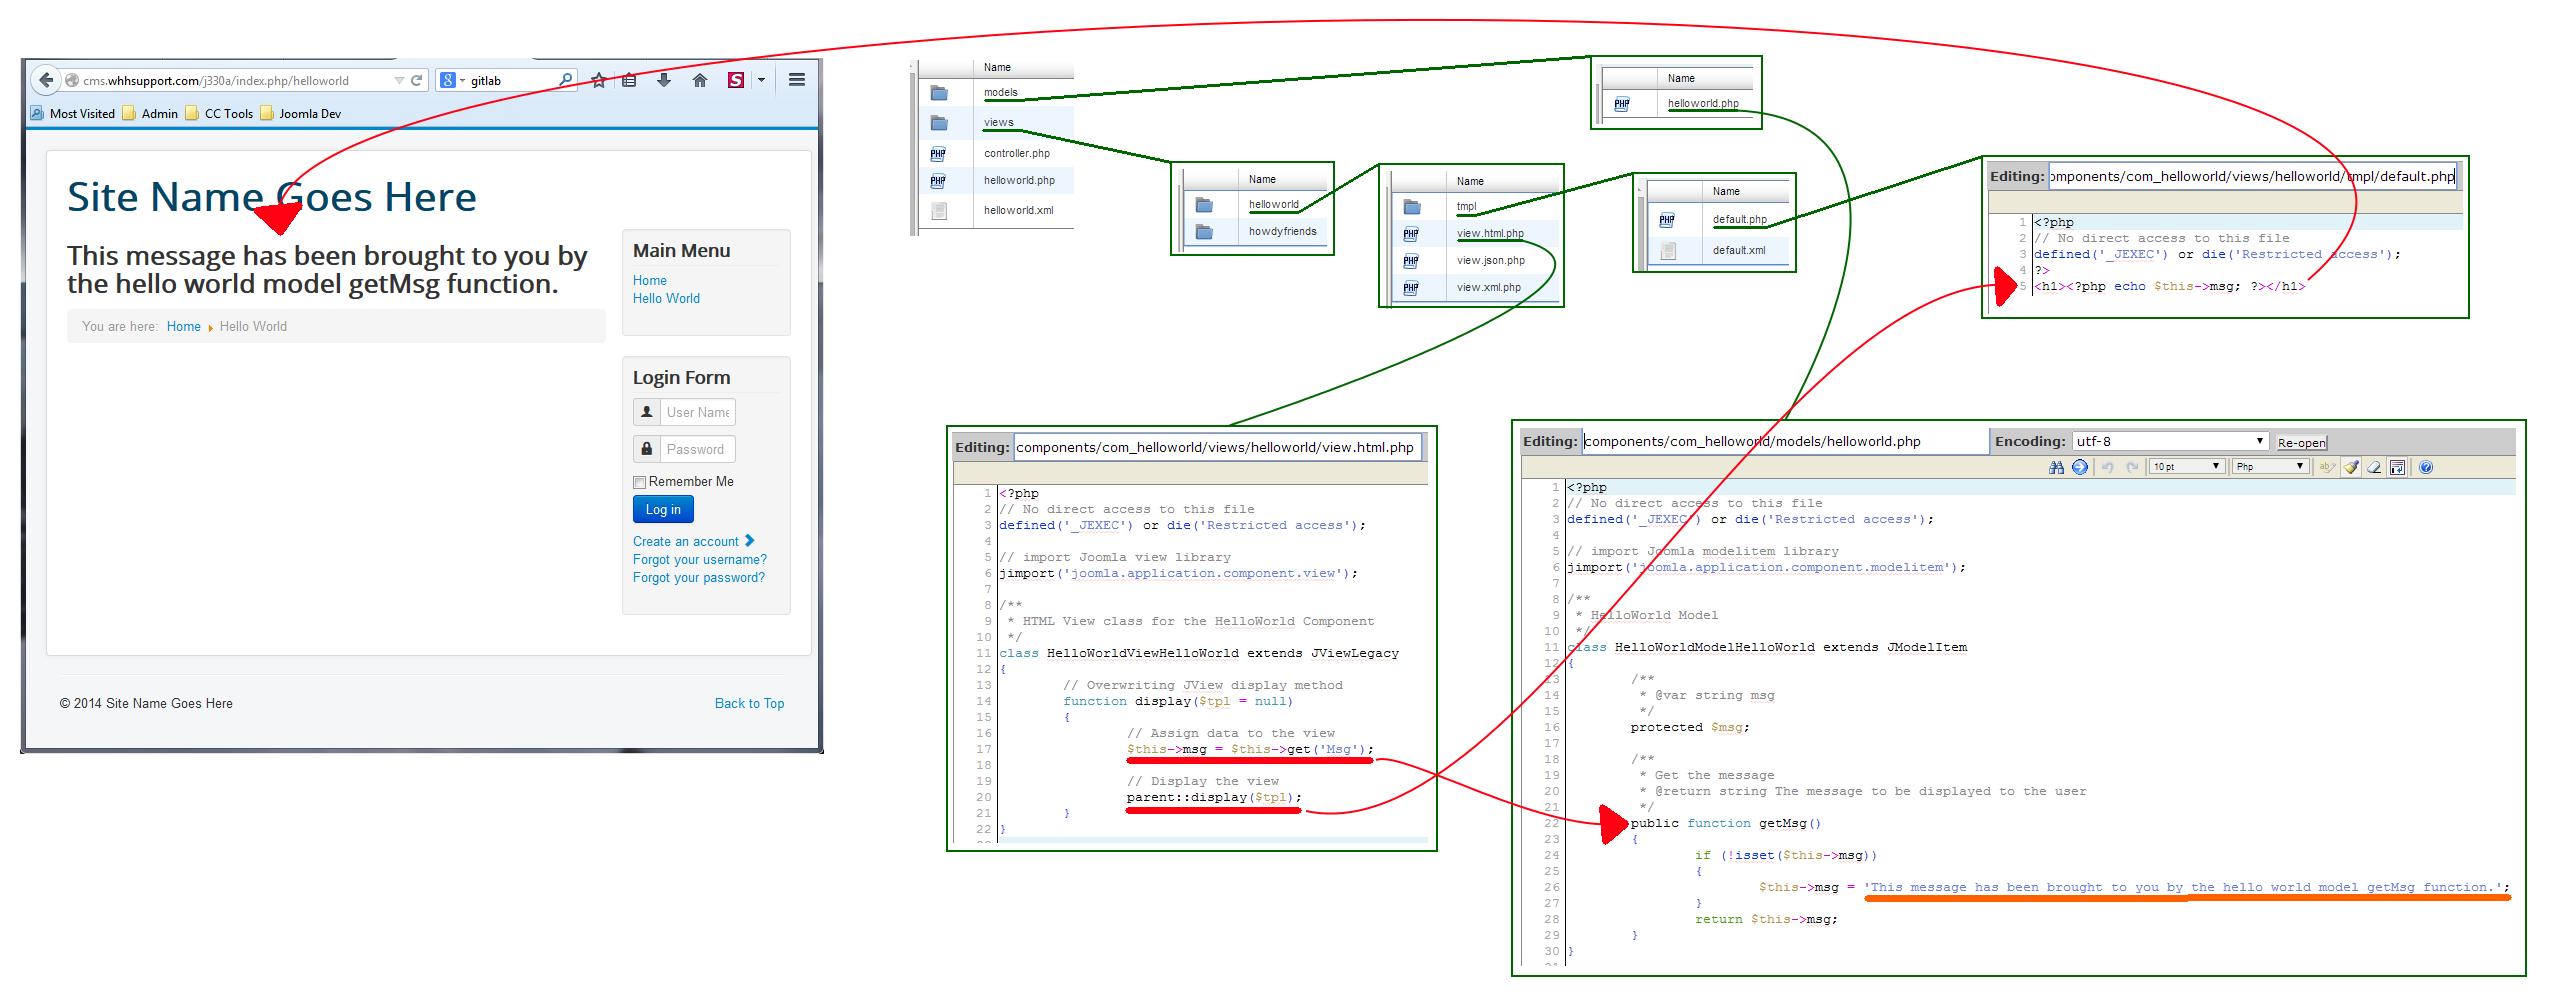 cms.whhsupport.com/j330a/index.php/helloworld
gitlab
Most Visited Admin CC Tools Joomla Dev
Site Name Goes Here
This message has been brought to you by
the hello world model getMsg function.
You are here: Home Hello World
Main Menu
Home
Hello World
Login Form
User Name
Password
Remember Me
Log in
Create an account
Forgot your username?
Forgot your password?
© 2014 Site Name Goes Here
Back to Top
Name
models
views
controller.php
helloworld.php
helloworld.xml
Name
helloworld
howdyfriends
Name
tmpl
view.html.php
view.json.php
view.xml.php
Name
helloworld.php
Name
default.php
default.xml
Editing: omponents/com_helloworld/views/helloworld/tmpl/default.php
1 <?php
2 // No direct access to this file
3 defined('_JEXEC') or die('Restricted access');
4 ?>
5 <h1><?php echo $this->msg; ?></h1>
Editing: components/com_helloworld/views/helloworld/view.html.php
1 <?php
2 // No direct access to this file
3 defined('_JEXEC') or die('Restricted access');
4
5 // import Joomla view library
6 jimport('joomla.application.component.view');
7
8 /**
9 * HTML View class for the HelloWorld Component
10 */
11 class HelloWorldViewHelloWorld extends JViewLegacy
12 {
13 // Overwriting JView display method
14 function display($tpl = null)
15 {
16 // Assign data to the view
17 $this->msg = $this->get('Msg');
18
19 // Display the view
20 parent::display($tpl);
21 }
22 }
Editing: components/com_helloworld/models/helloworld.php Encoding: utf-8 Re-open
10 pt Php
1 <?php
2 // No direct access to this file
3 defined('_JEXEC') or die('Restricted access');
4
5 // import Joomla modelitem library
6 jimport('joomla.application.component.modelitem');
7
8 /**
9 * HelloWorld Model
10 */
11 class HelloWorldModelHelloWorld extends JModelItem
12 {
13 /**
14 * @var string msg
15 */
16 protected $msg;
17
18 /**
19 * Get the message
20 * @return string The message to be displayed to the user
21 */
22 public function getMsg()
23 {
24 if (!isset($this->msg))
25 {
26 $this->msg = 'This message has been brought to you by the hello world model getMsg function.';
27 }
28 return $this->msg;
29 }
30 }